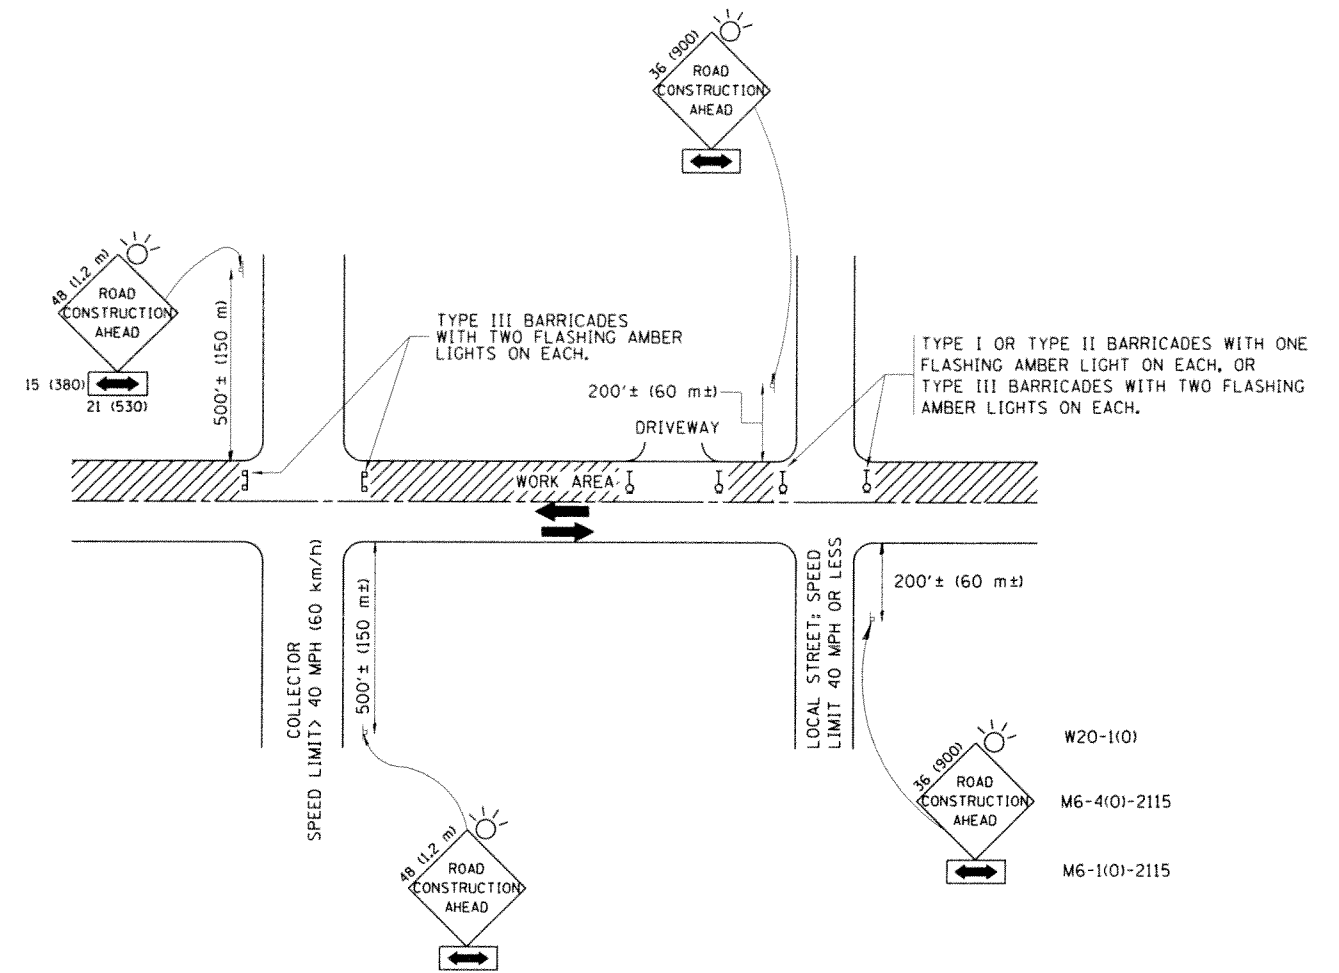 36 (900)
ROAD
CONSTRUCTION
AHEAD
48 (1.2 m)
ROAD
CONSTRUCTION
AHEAD
15 (380)
21 (530)
500'± (150 m)
TYPE III BARRICADES
WITH TWO FLASHING AMBER
LIGHTS ON EACH.
200'± (60 m±)
DRIVEWAY
TYPE I OR TYPE II BARRICADES WITH ONE
FLASHING AMBER LIGHT ON EACH, OR
TYPE III BARRICADES WITH TWO FLASHING
AMBER LIGHTS ON EACH.
WORK AREA
COLLECTOR
SPEED LIMIT> 40 MPH (60 km/h)
500'± (150 m±)
LOCAL STREET; SPEED
LIMIT 40 MPH OR LESS
200'± (60 m±)
48 (1.2 m)
ROAD
CONSTRUCTION
AHEAD
36 (900)
ROAD
CONSTRUCTION
AHEAD
W20-1(O)
M6-4(O)-2115
M6-1(O)-2115